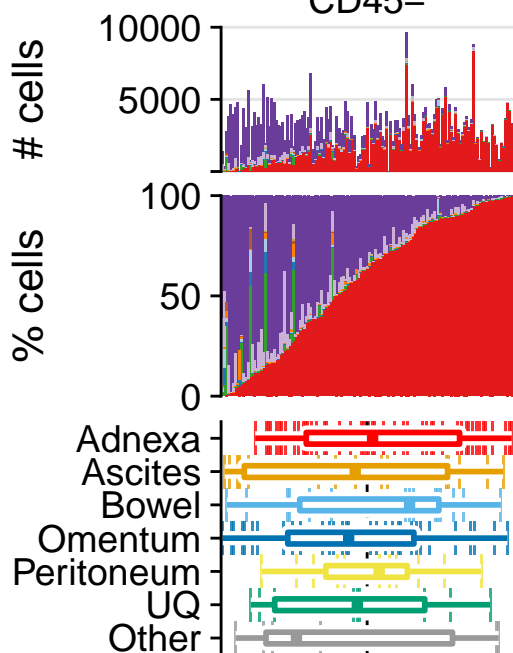 CD45−
10000
5000
# cells
100
50
0
% cells
Adnexa
Ascites
Bowel
Omentum
Peritoneum
UQ
Other